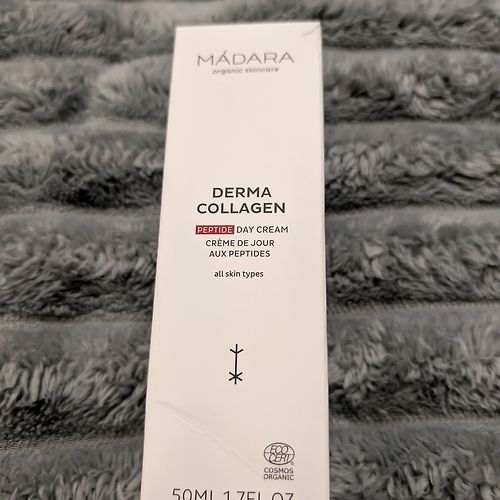 MÁDARA
organic skincare
DERMA
COLLAGEN
PEPTIDE DAY CREAM
CRÈME DE JOUR
AUX PEPTIDES
all skin types
ECO
CERT
COSMOS
ORGANIC
50ML 1.7FL.OZ